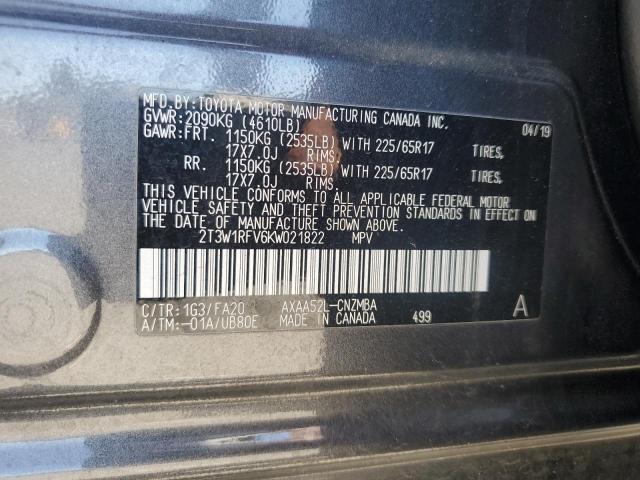 MFD.BY:TOYOTA MOTOR MANUFACTURING CANADA INC.
04/19
GVWR:2090KG (4610LB)
GAWR:FRT. 1150KG (2535LB) WITH 225/65R17 TIRES,
17X7.0J RIMS.
RR. 1150KG (2535LB) WITH 225/65R17 TIRES,
17X7.0J RIMS.
THIS VEHICLE CONFORMS TO ALL APPLICABLE FEDERAL MOTOR
VEHICLE SAFETY AND THEFT PREVENTION STANDARDS IN EFFECT ON
THE DATE OF MANUFACTURE SHOWN ABOVE.
2T3W1RFV6KW021822 MPV
C/TR:1G3/FA20 AXAA52L-CNZMBA
A/TM:-01A/UB80E MADE IN CANADA 499
A